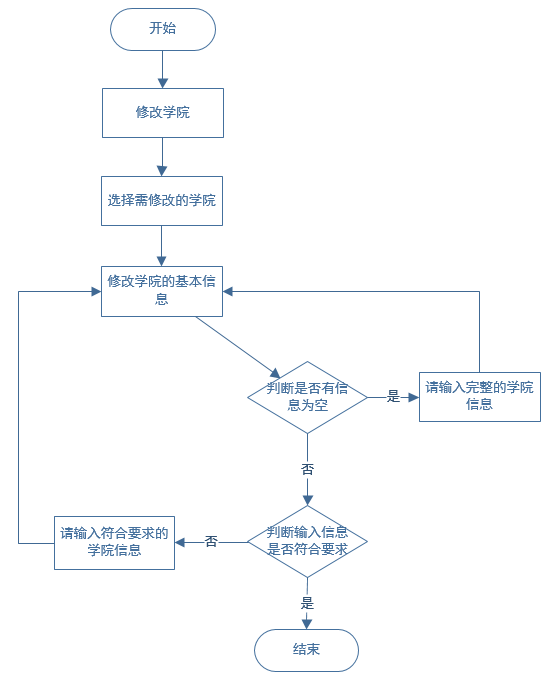 开始
修改学院
选择需修改的学院
修改学院的基本信
息
判断是否有信
息为空
是
请输入完整的学院
信息
否
判断输入信息
是否符合要求
否
请输入符合要求的
学院信息
是
结束